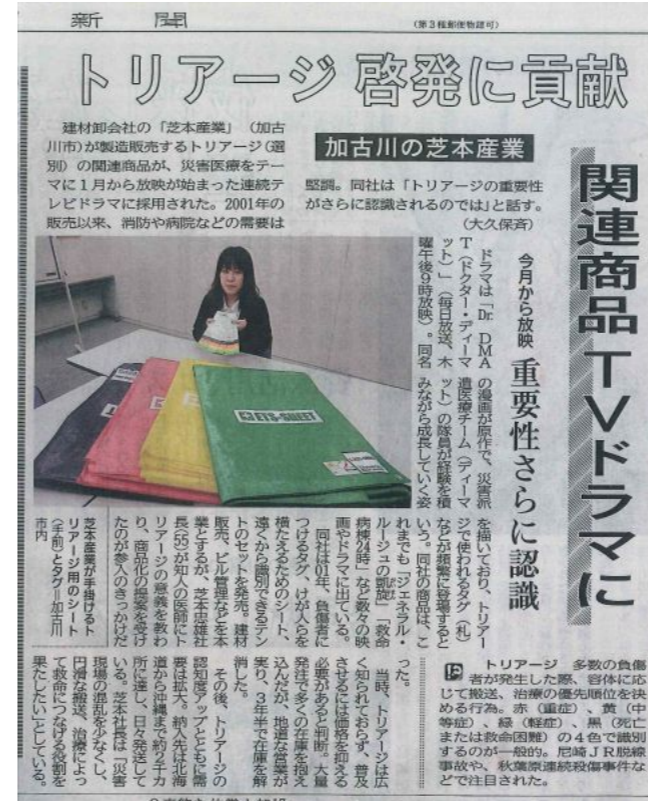 新聞
(第3種郵便物認可)
トリアージ 啓発に貢献
加古川の芝本産業
関連商品TVドラマに
今月から放映 重要性さらに認識
建材卸会社の「芝本産業」(加古
川市)が製造販売するトリアージ(選
別)の関連商品が、災害医療をテー
マに1月から放映が始まった連続テ
レビドラマに採用された。2001年の
販売以来、消防や病院などの需要は
堅調。同社は「トリアージの重要性
がさらに認識されるのでは」と話す。
(大久保斉)
ドラマは「Dr. DMA
T(ドクター・ディーマ
ット)」(毎日放送、木
曜午後9時放映)。同名
の漫画が原作で、災害派
遣医療チーム(ディーマ
ット)の隊員が経験を積
みながら成長していく姿
を描いており、トリアー
ジで使われるタグ(札)
などが頻繁に登場すると
いう。同社の商品は、こ
れまでも「ジェネラル・
ルージュの凱旋」「救命
病棟24時」など数々の映
画やドラマに出ている。
同社は01年、負傷者に
つけるタグ、けが人らを
横たえるためのシート、
遠くから識別できるテン
トのセットを発売。建材
販売、ビル管理などを本
業とするが、芝本忠雄社
長(55)が知人の医師にト
リアージの意義を教わ
り、商品化の提案を受け
たのが参入のきっかけだ
った。
当時、トリアージは広
く知られておらず、普及
させるには価格を抑える
必要があると判断。大量
発注で多くの在庫を抱え
込んだが、地道な営業が
実り、3年半で在庫を解
消した。
その後、トリアージの
認知度アップとともに需
要は拡大。納入先は北海
道から沖縄まで約2千カ
所に達し、日々発送して
いる。芝本社長は「災害
現場の混乱を少なくし、
円滑な搬送、治療によっ
て救命につなげる役割を
果たしたい」としている。
ETS-SHEET
芝本産業が手掛けるト
リアージ用のシート
(手前)とタグ=加古川
市内
トリアージ 多数の負傷
者が発生した際、容体に応
じて搬送、治療の優先順位を決
める行為。赤(重症)、黄(中
等症)、緑(軽症)、黒(死亡
または救命困難)の4色で識別
するのが一般的。尼崎JR脱線
事故や、秋葉原連続殺傷事件な
どで注目された。